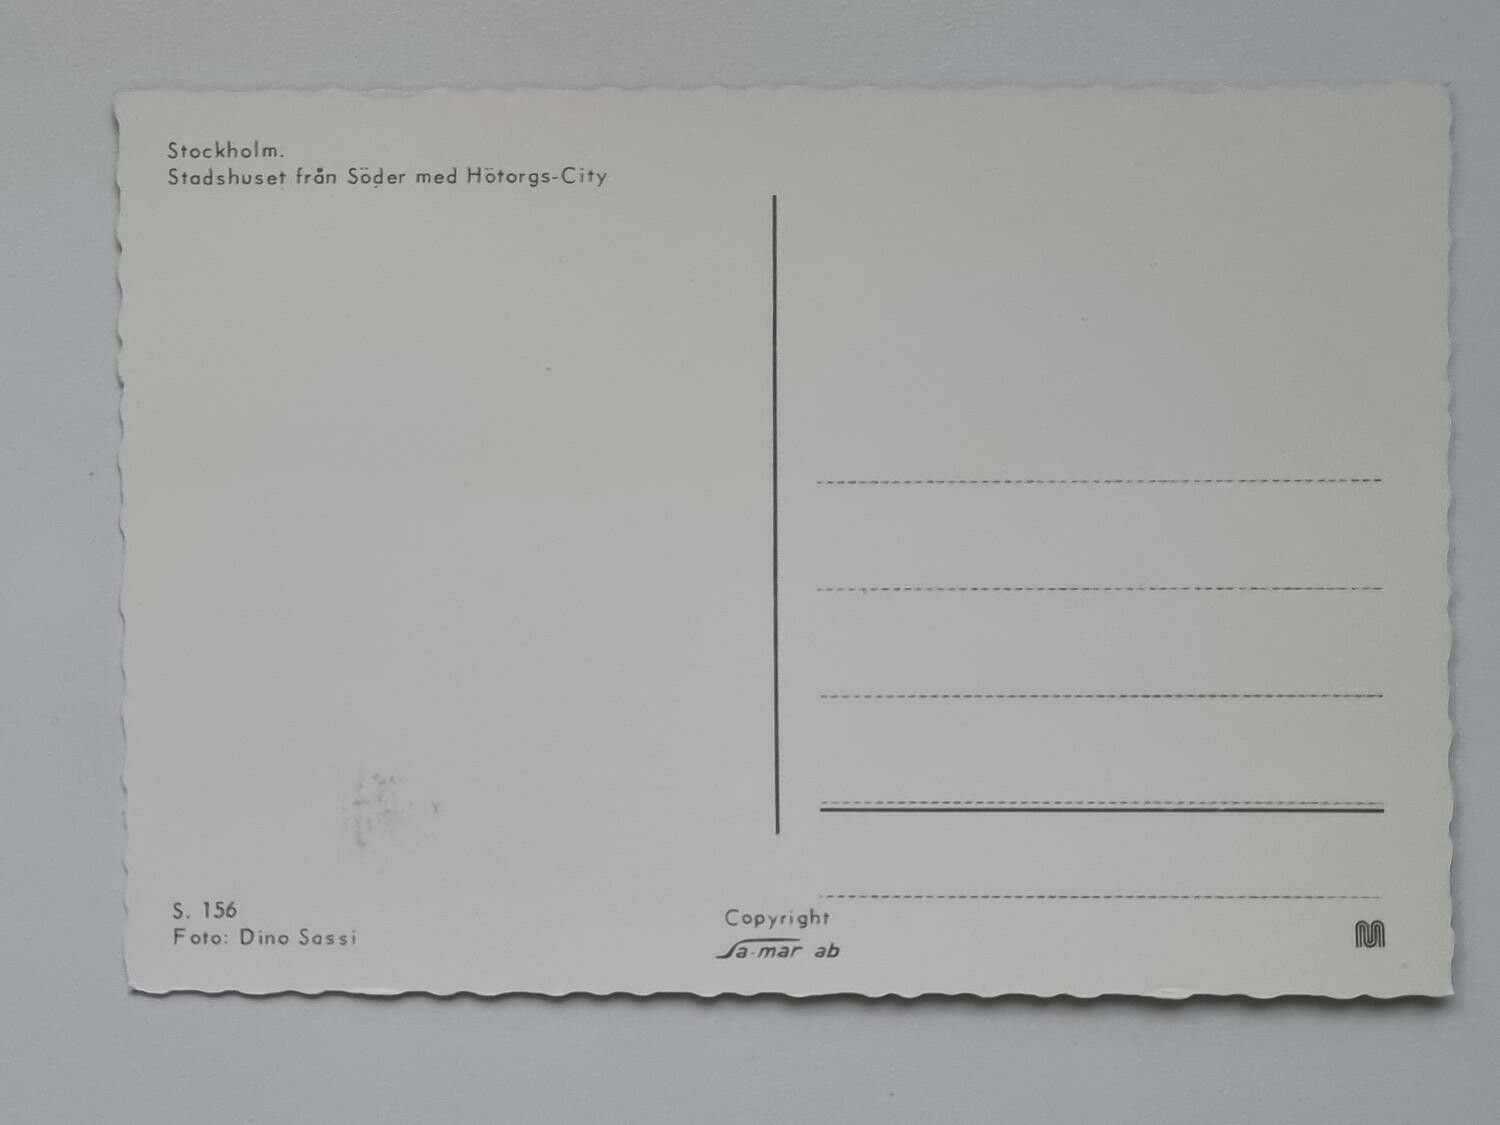 Stockholm.
Stadshuset från Söder med Hötorgs-City
S. 156
Foto: Dino Sassi
Copyright
Sa-mar ab
M